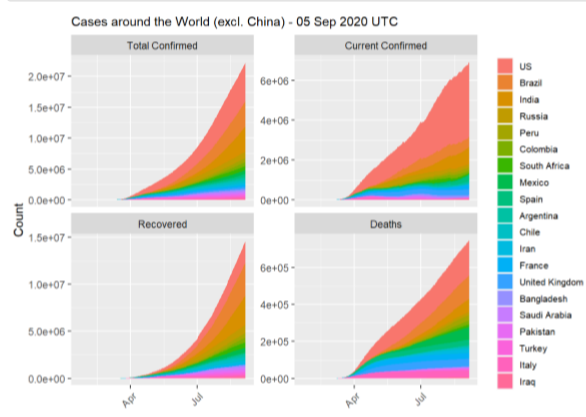 Cases around the World (excl. China) - 05 Sep 2020 UTC
Total Confirmed
Current Confirmed
2.0e+07
1.5e+07
1.0e+07
5.0e+06
0.0e+00
6e+06
4e+06
2e+06
0e+00
Recovered
Deaths
1.5e+07
1.0e+07
5.0e+06
0.0e+00
6e+05
4e+05
2e+05
0e+00
Apr
Jul
Apr
Jul
Count
US
Brazil
India
Russia
Peru
Colombia
South Africa
Mexico
Spain
Argentina
Chile
Iran
France
United Kingdom
Bangladesh
Saudi Arabia
Pakistan
Turkey
Italy
Iraq